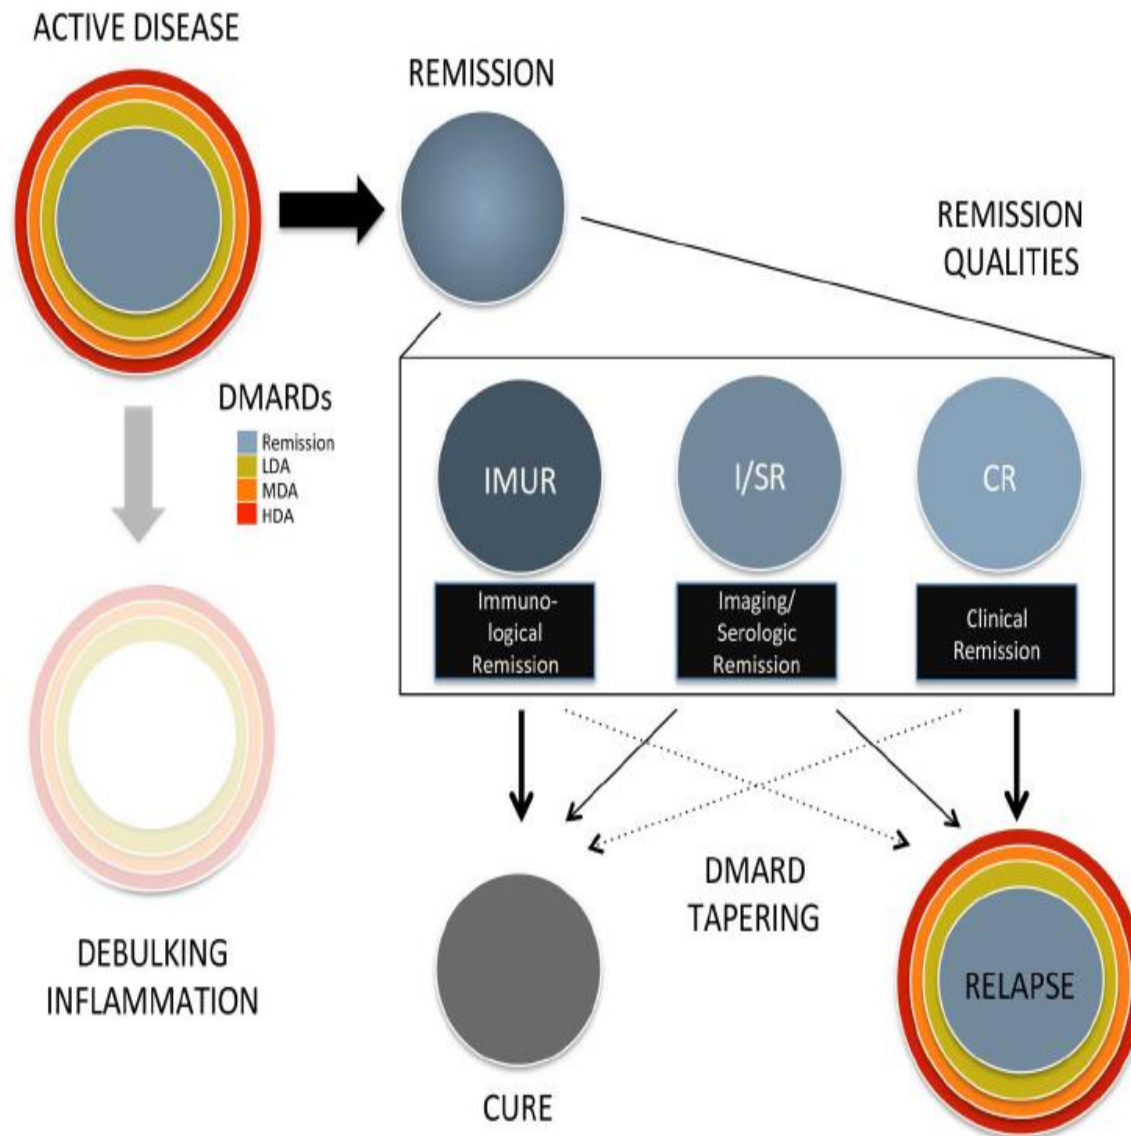 ACTIVE DISEASE
REMISSION
REMISSION
QUALITIES
DMARDs
Remission
LDA
MDA
HDA
IMUR
I/SR
CR
Immuno-
logical
Remission
Imaging/
Serologic
Remission
Clinical
Remission
DMARD
TAPERING
DEBULKING
INFLAMMATION
RELAPSE
CURE